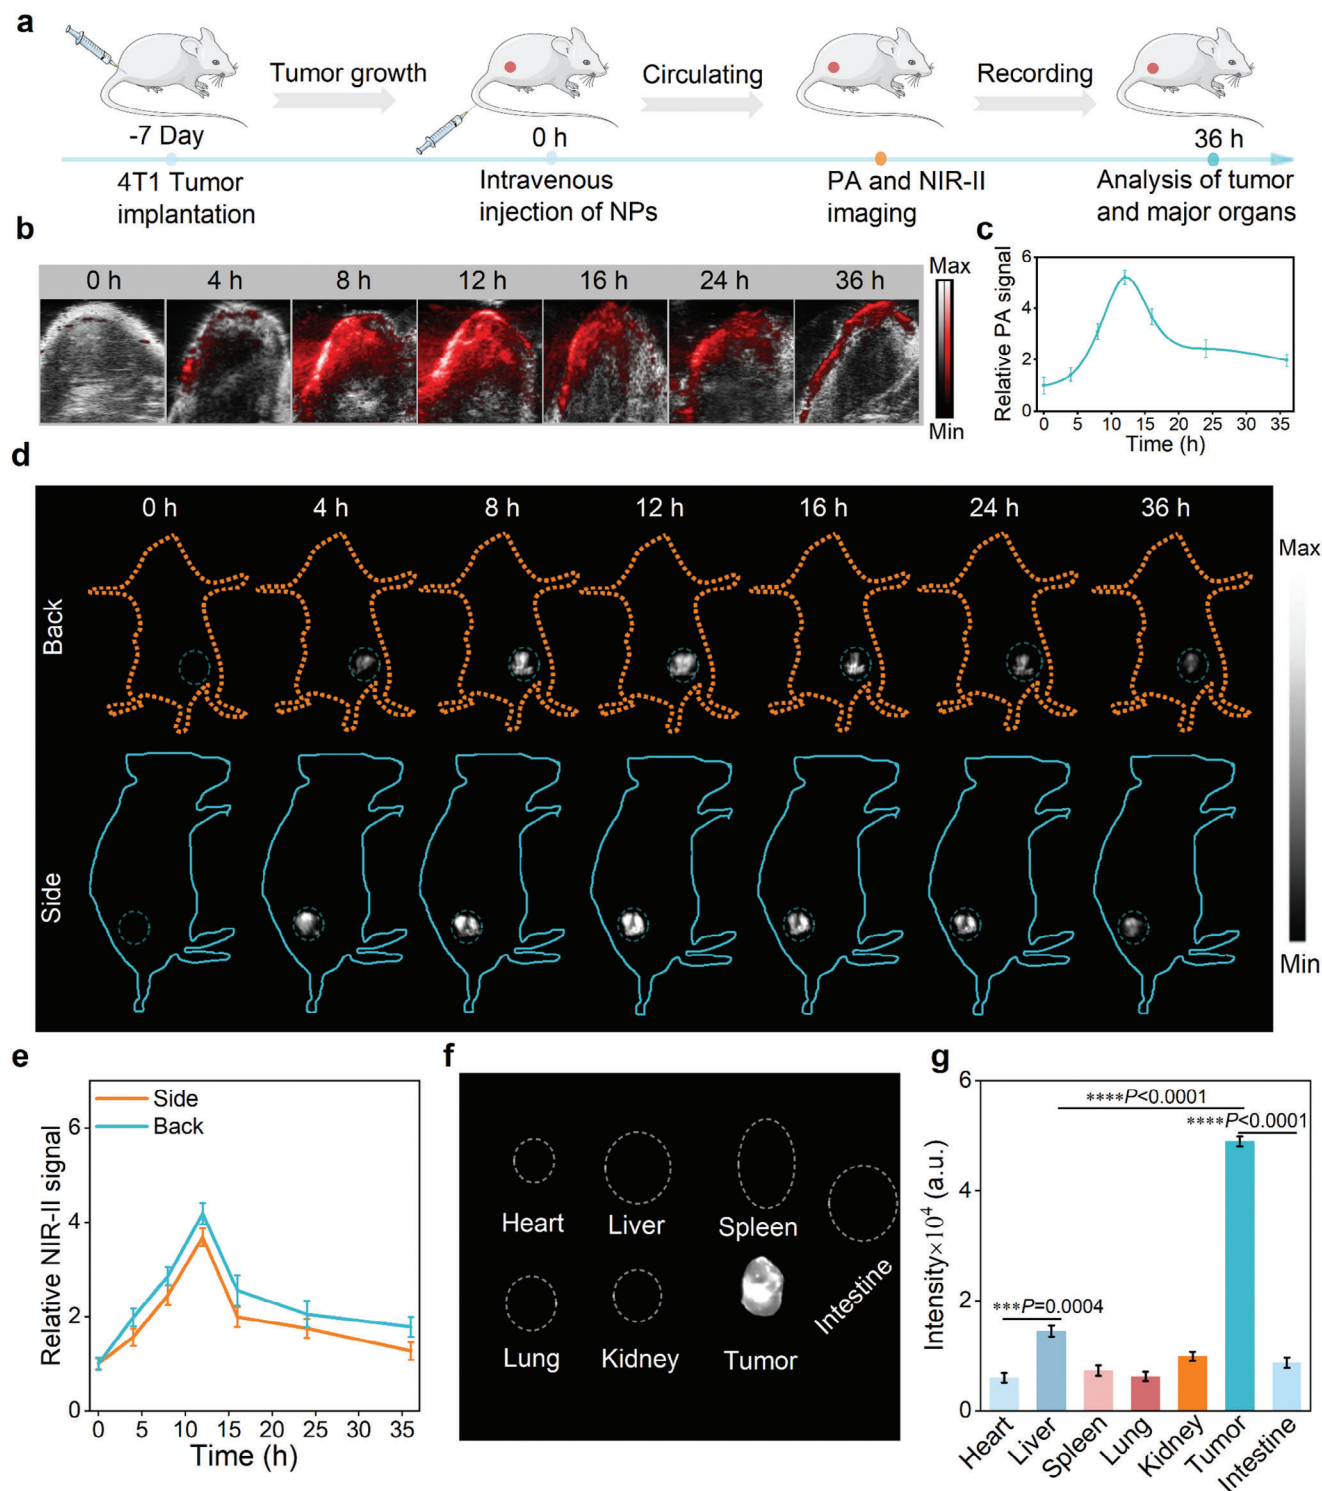 a
Tumor growth
Circulating
Recording
-7 Day
0 h
36 h
4T1 Tumor
implantation
Intravenous
injection of NPs
PA and NIR-II
imaging
Analysis of tumor
and major organs
b
0 h 4 h 8 h 12 h 16 h 24 h 36 h
Max
Min
c
Relative PA signal
6
4
2
0
0 5 10 15 20 25 30 35
Time (h)
d
0 h 4 h 8 h 12 h 16 h 24 h 36 h
Back
Side
Max
Min
e
Side
Back
Relative NIR-II signal
6
4
2
0
0 5 10 15 20 25 30 35
Time (h)
f
Heart Liver Spleen
Intestine
Lung Kidney Tumor
g
Intensity×10⁴ (a.u.)
6
4
2
0
****P<0.0001
****P<0.0001
***P=0.0004
Heart Liver Spleen Lung Kidney Tumor Intestine